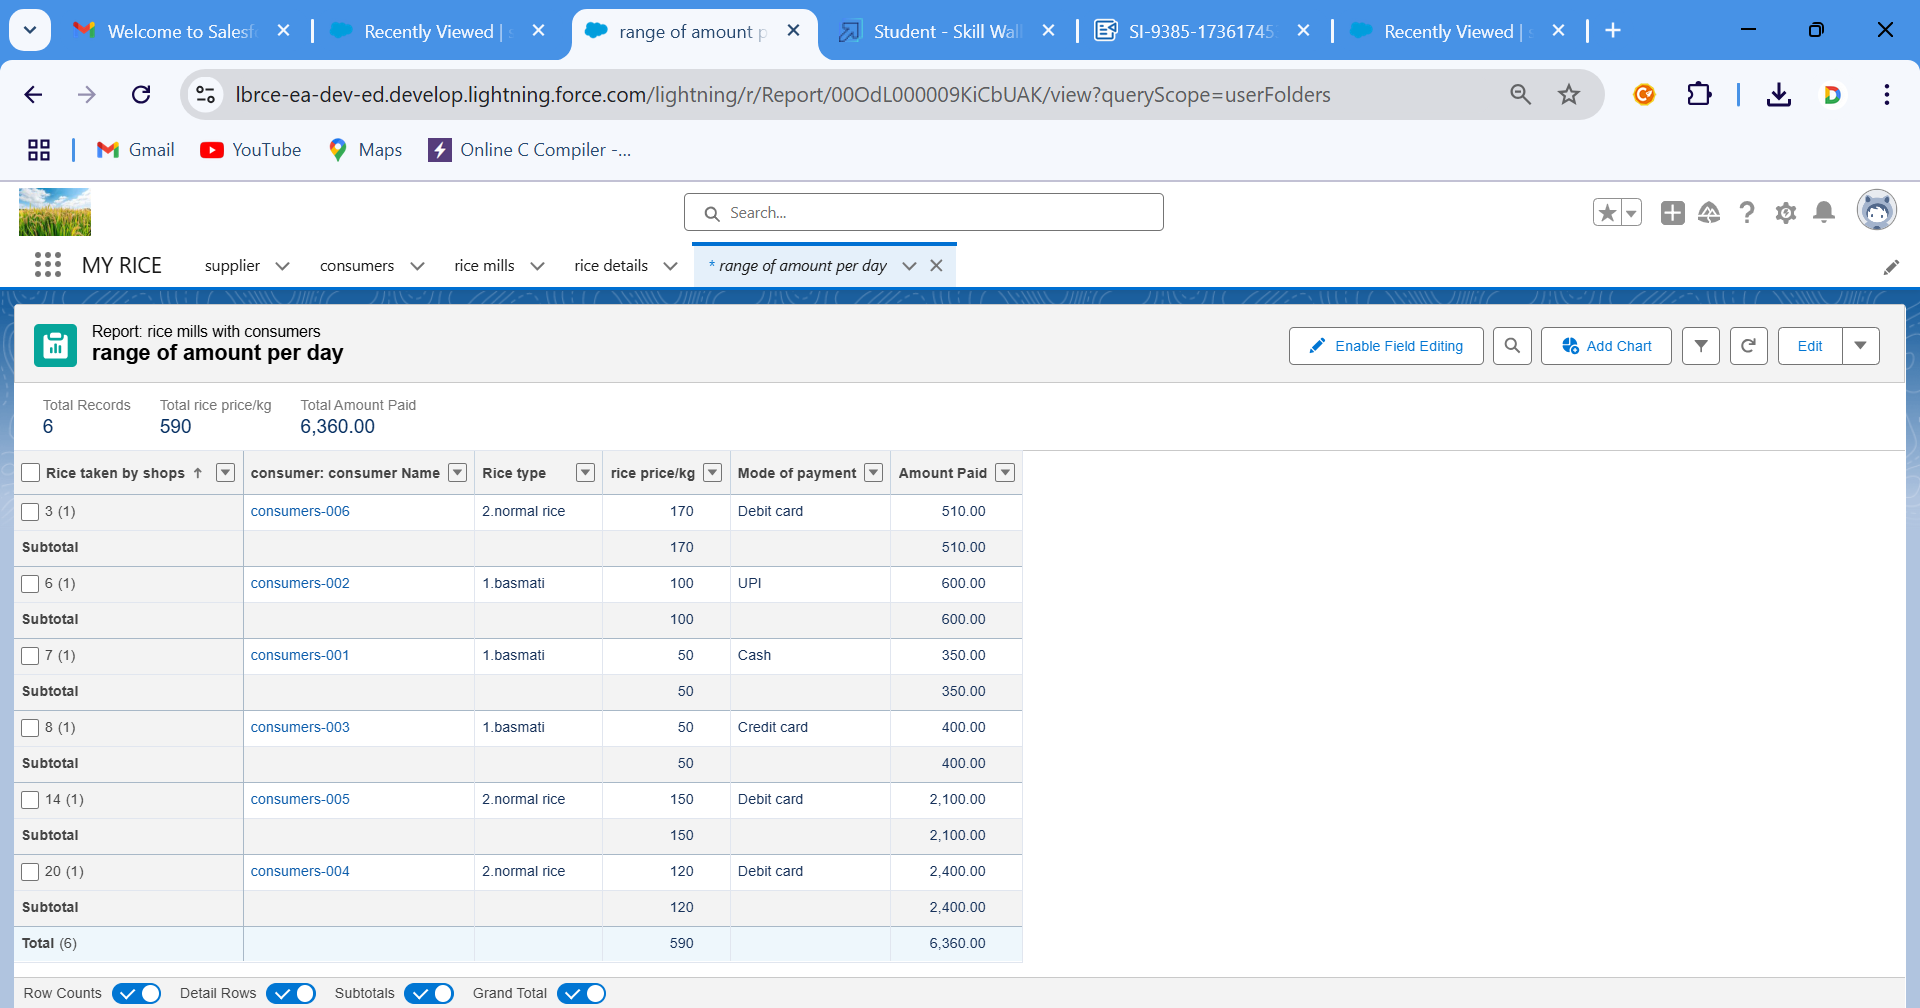 Welcome to Salesf
Recently Viewed |
range of amount p
Student - Skill Wall
SI-9385-17361745
Recently Viewed |
lbrce-ea-dev-ed.develop.lightning.force.com/lightning/r/Report/00OdL000009KiCbUAK/view?queryScope=userFolders
Gmail
YouTube
Maps
Online C Compiler -...
Search...
MY RICE
supplier
consumers
rice mills
rice details
* range of amount per day
Report: rice mills with consumers
range of amount per day
Enable Field Editing
Add Chart
Edit
Total Records
Total rice price/kg
Total Amount Paid
6
590
6,360.00
Rice taken by shops ↑ consumer: consumer Name Rice type rice price/kg Mode of payment Amount Paid
3 (1) consumers-006 2.normal rice 170 Debit card 510.00
Subtotal 170 510.00
6 (1) consumers-002 1.basmati 100 UPI 600.00
Subtotal 100 600.00
7 (1) consumers-001 1.basmati 50 Cash 350.00
Subtotal 50 350.00
8 (1) consumers-003 1.basmati 50 Credit card 400.00
Subtotal 50 400.00
14 (1) consumers-005 2.normal rice 150 Debit card 2,100.00
Subtotal 150 2,100.00
20 (1) consumers-004 2.normal rice 120 Debit card 2,400.00
Subtotal 120 2,400.00
Total (6) 590 6,360.00
Row Counts Detail Rows Subtotals Grand Total